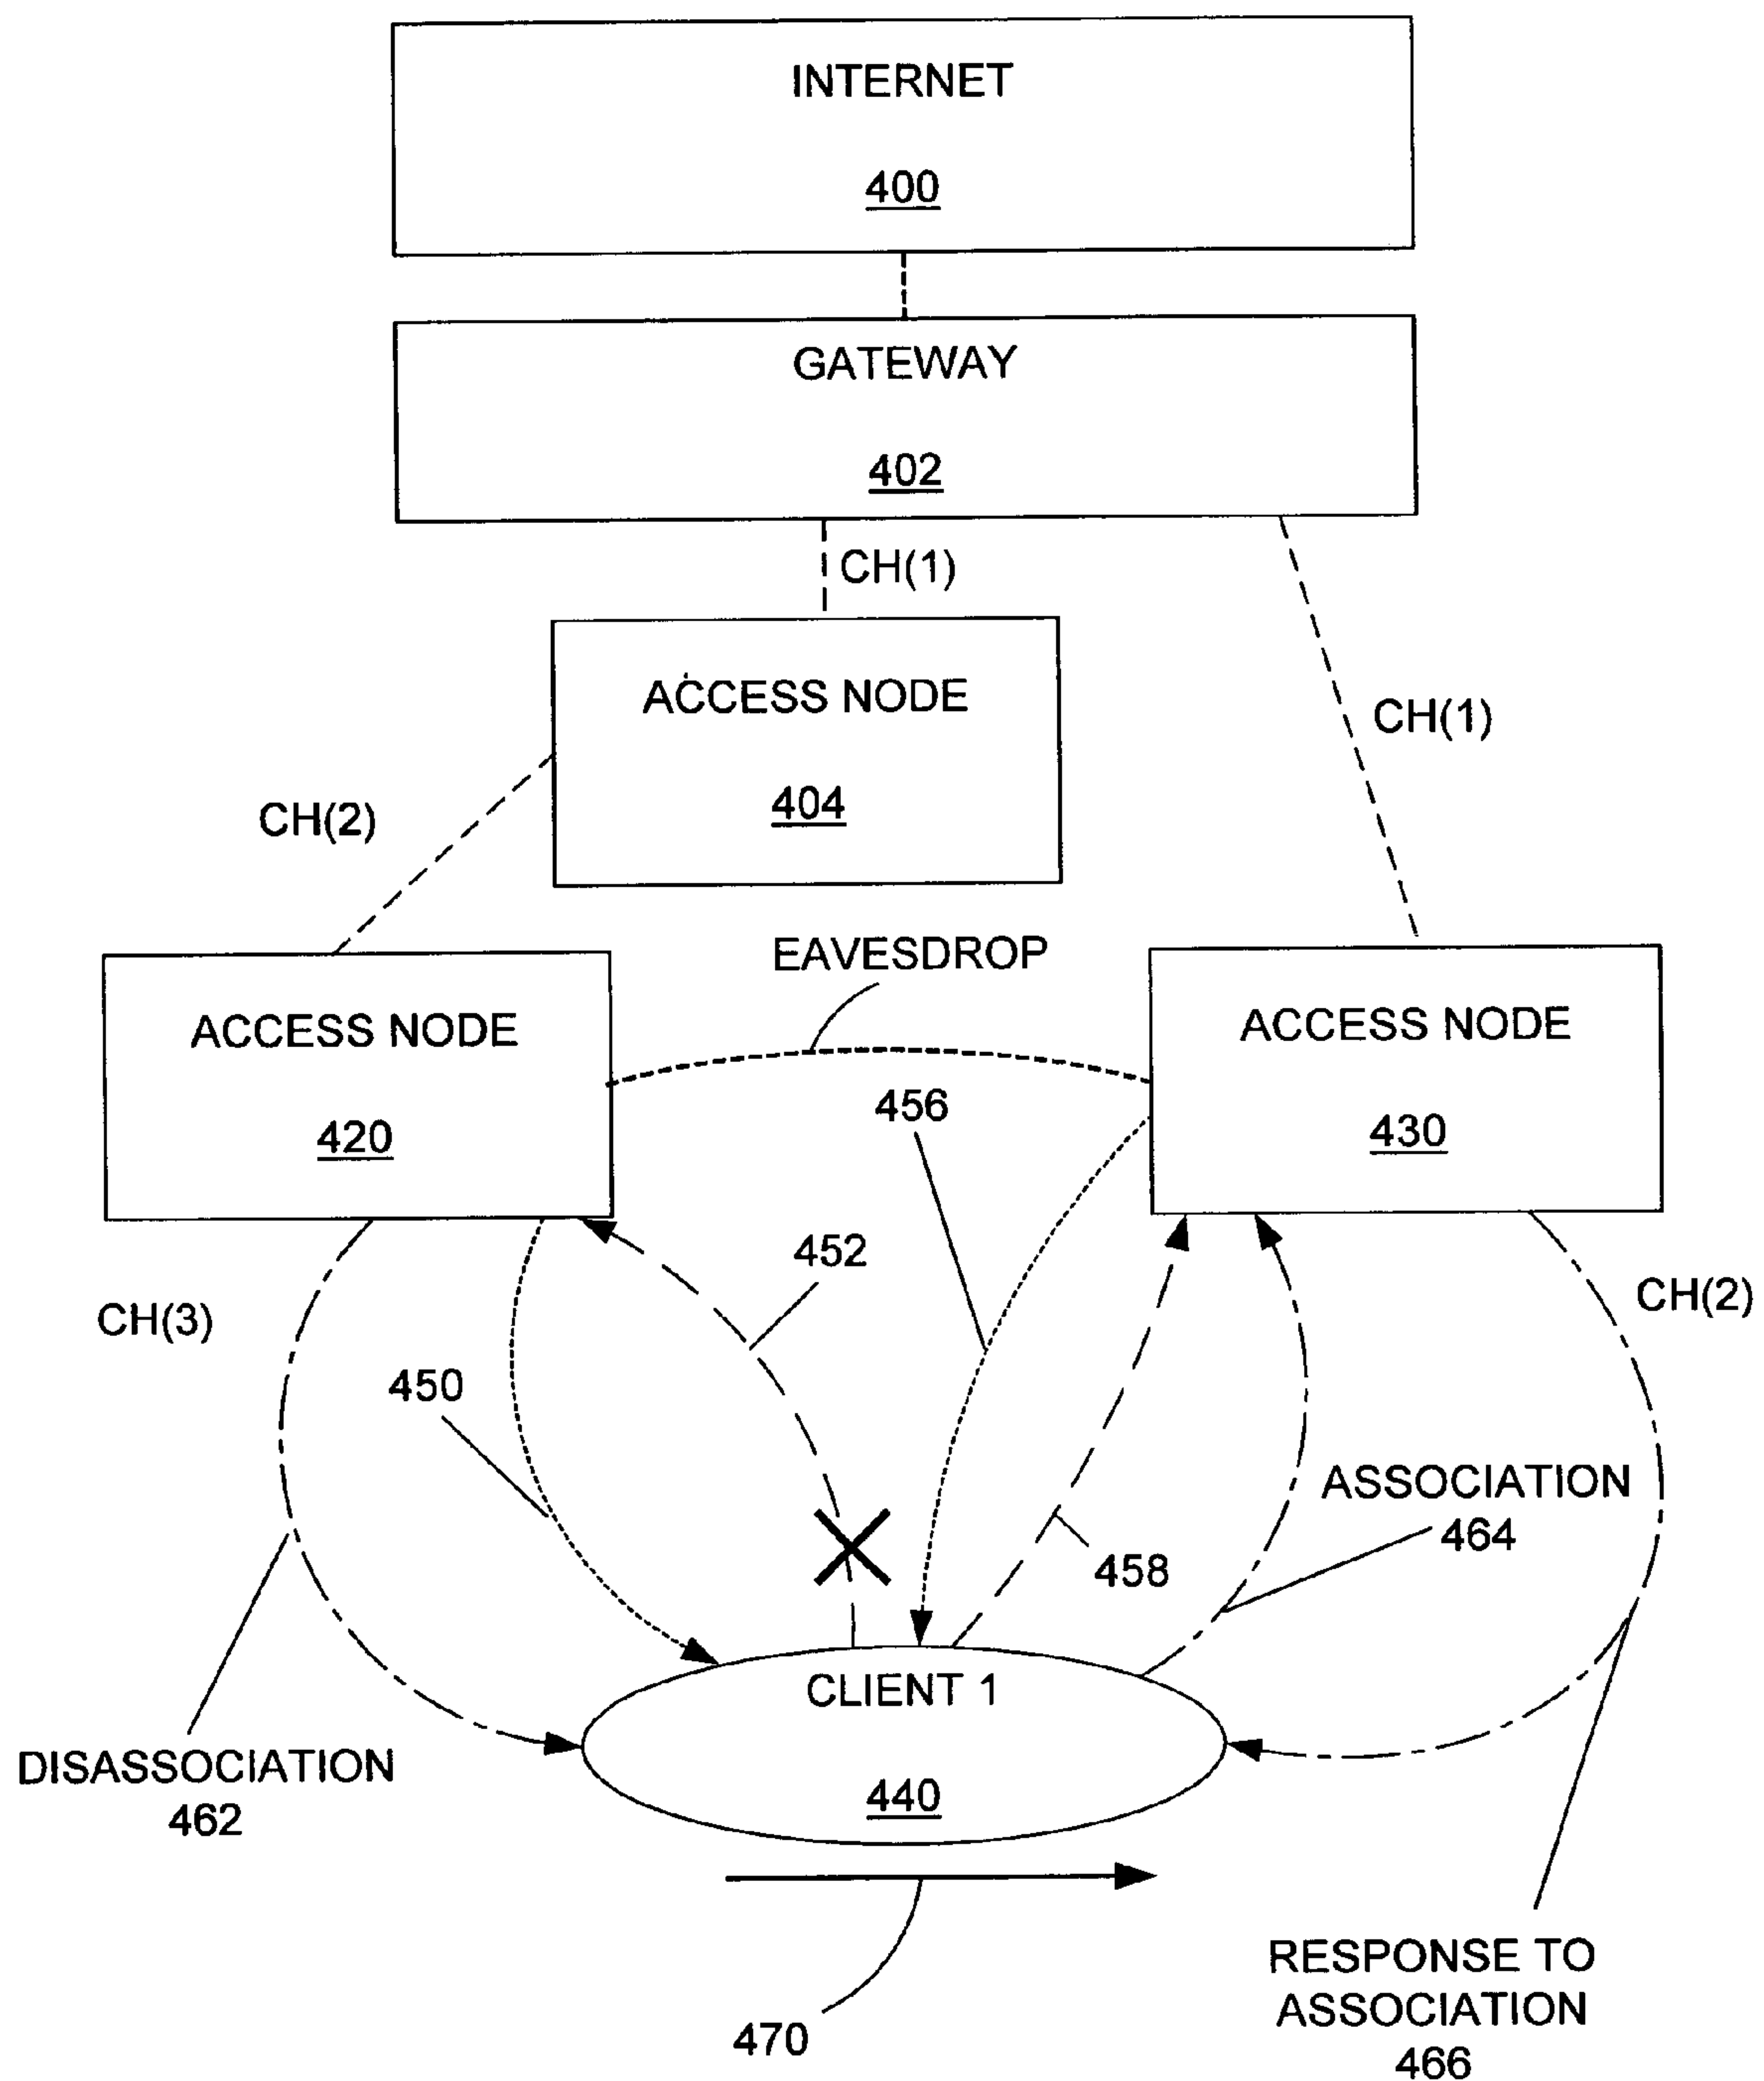 INTERNET
400
GATEWAY
402
CH(1)
ACCESS NODE
404
CH(1)
CH(2)
EAVESDROP
ACCESS NODE
420
ACCESS NODE
430
456
452
CH(3)
CH(2)
450
ASSOCIATION
464
458
CLIENT 1
440
DISASSOCIATION
462
470
RESPONSE TO
ASSOCIATION
466